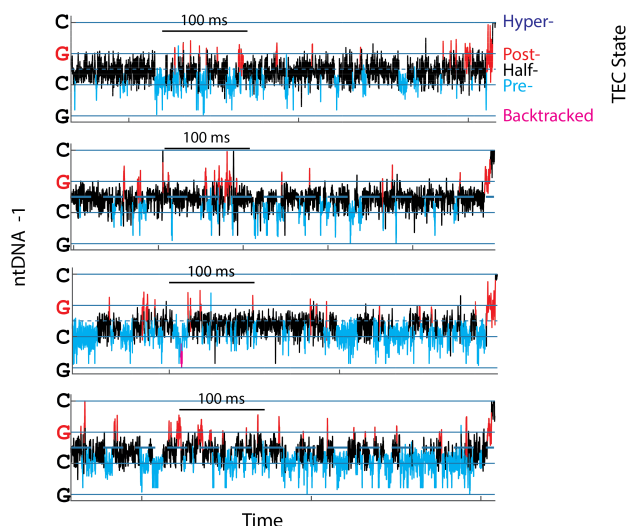 100 ms
C
G
C
G
Hyper-
Post-
Half-
Pre-
Backtracked
TEC State
100 ms
C
G
C
G
ntDNA -1
100 ms
C
G
C
G
100 ms
C
G
C
G
Time